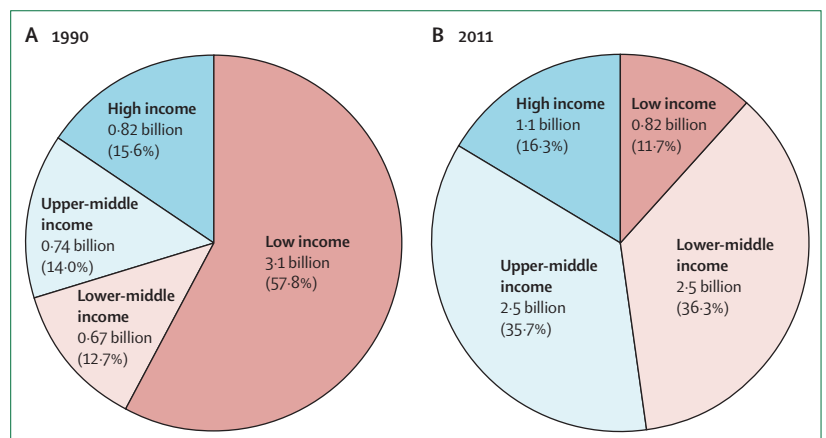 A 1990
High income
0·82 billion
(15·6%)
Upper-middle
income
0·74 billion
(14·0%)
Lower-middle
income
0·67 billion
(12·7%)
Low income
3·1 billion
(57·8%)
B 2011
High income
1·1 billion
(16·3%)
Low income
0·82 billion
(11·7%)
Upper-middle
income
2·5 billion
(35·7%)
Lower-middle
income
2·5 billion
(36·3%)